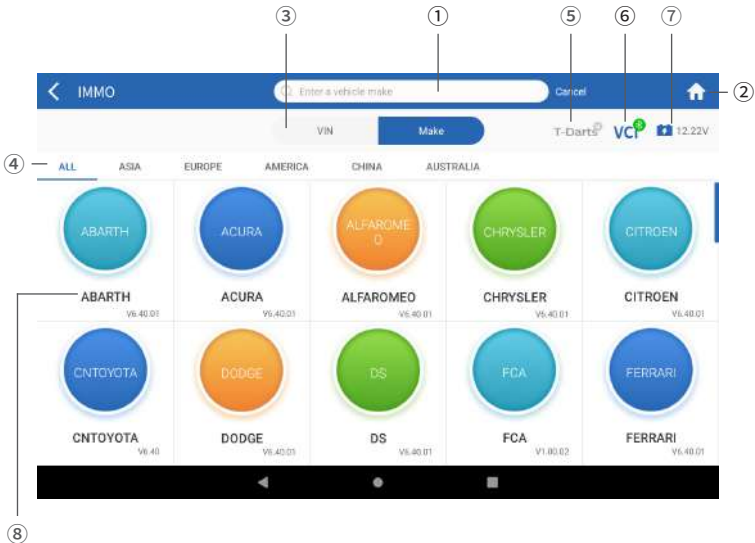 ③ ① ⑤ ⑥ ⑦
IMMO Enter a vehicle make Cancel ②
VIN Make T-Darts VCI 12.22V
④ ALL ASIA EUROPE AMERICA CHINA AUSTRALIA
ABARTH ACURA ALFAROME CHRYSLER CITROEN
O
ABARTH ACURA ALFAROMEO CHRYSLER CITROEN
V6.40.01 V6.40.01 V6.40.01 V6.40.01 V6.40.01
CNTOYOTA DODGE DS FCA FERRARI
CNTOYOTA DODGE DS FCA FERRARI
V6.40 V6.40.01 V6.40.01 V1.80.02 V6.40.01
⑧